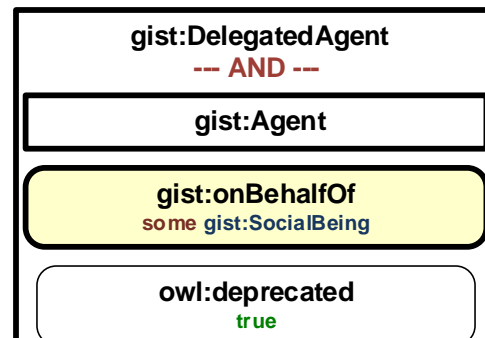 gist:DelegatedAgent
--- AND ---
gist:Agent
gist:onBehalfOf
some gist:SocialBeing
owl:deprecated
true